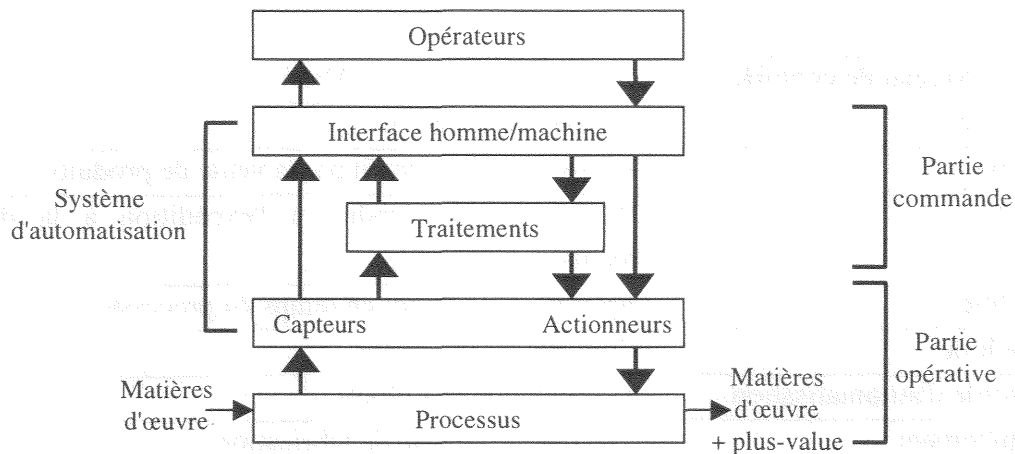 Opérateurs
Interface homme/machine
Partie
commande
Système
d'automatisation
Traitements
Capteurs
Actionneurs
Partie
opérative
Matières
d'œuvre
Processus
Matières
d'œuvre
+ plus-value